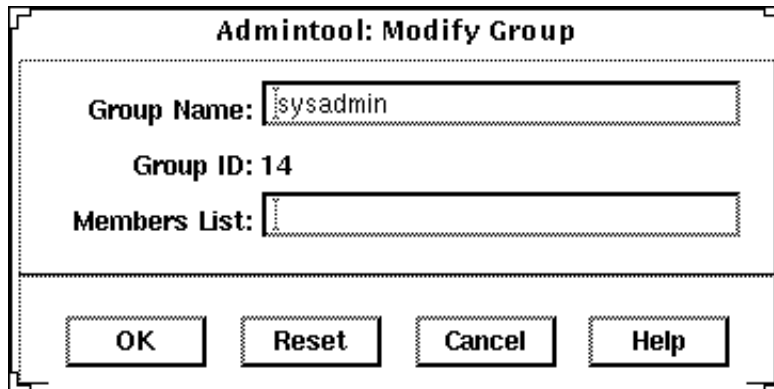 Admintool: Modify Group
Group Name: sysadmin
Group ID: 14
Members List:
OK Reset Cancel Help